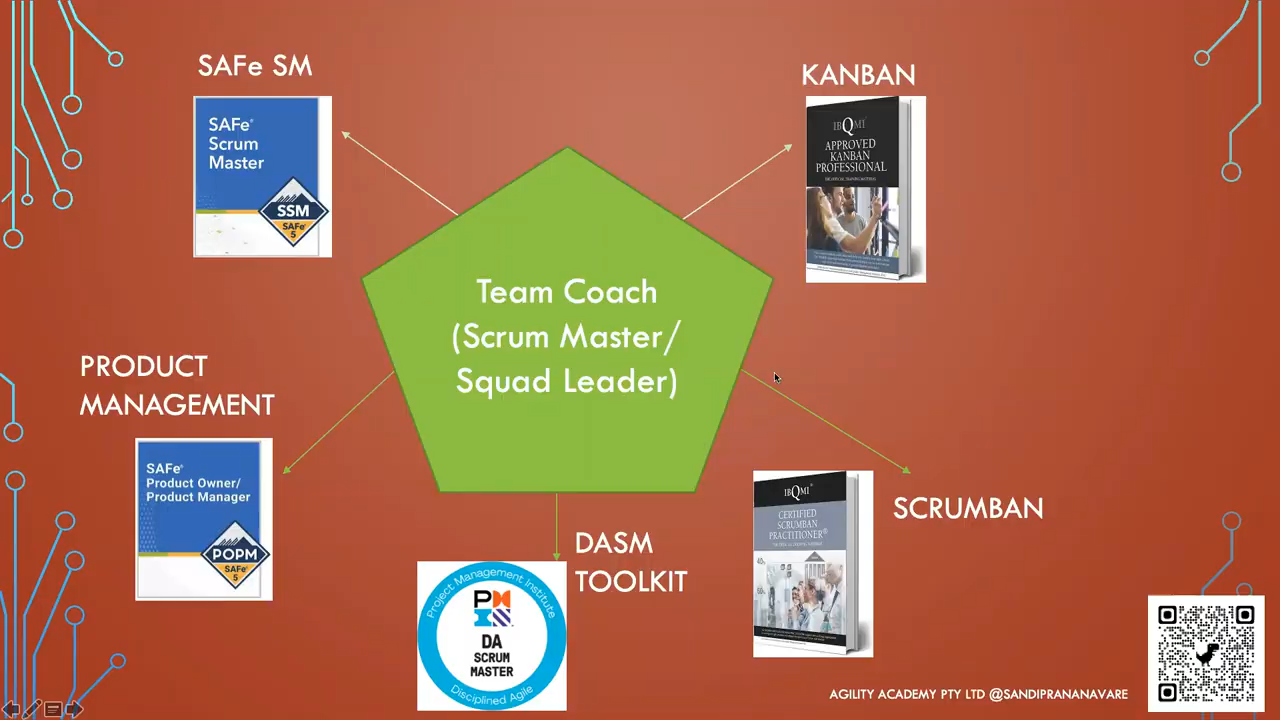 SAFe SM
KANBAN
SAFe®
Scrum
Master
SSM
SAFe®
5
IBQMI®
APPROVED
KANBAN
PROFESSIONAL
Team Coach
(Scrum Master/
Squad Leader)
PRODUCT
MANAGEMENT
SAFe®
Product Owner/
Product Manager
POPM
SAFe®
5
DASM
TOOLKIT
Project Management Institute
PM
DA
SCRUM
MASTER
Disciplined Agile
IBQMI®
CERTIFIED
SCRUMBAN
PRACTITIONER®
SCRUMBAN
AGILITY ACADEMY PTY LTD @SANDIPRANANAVARE